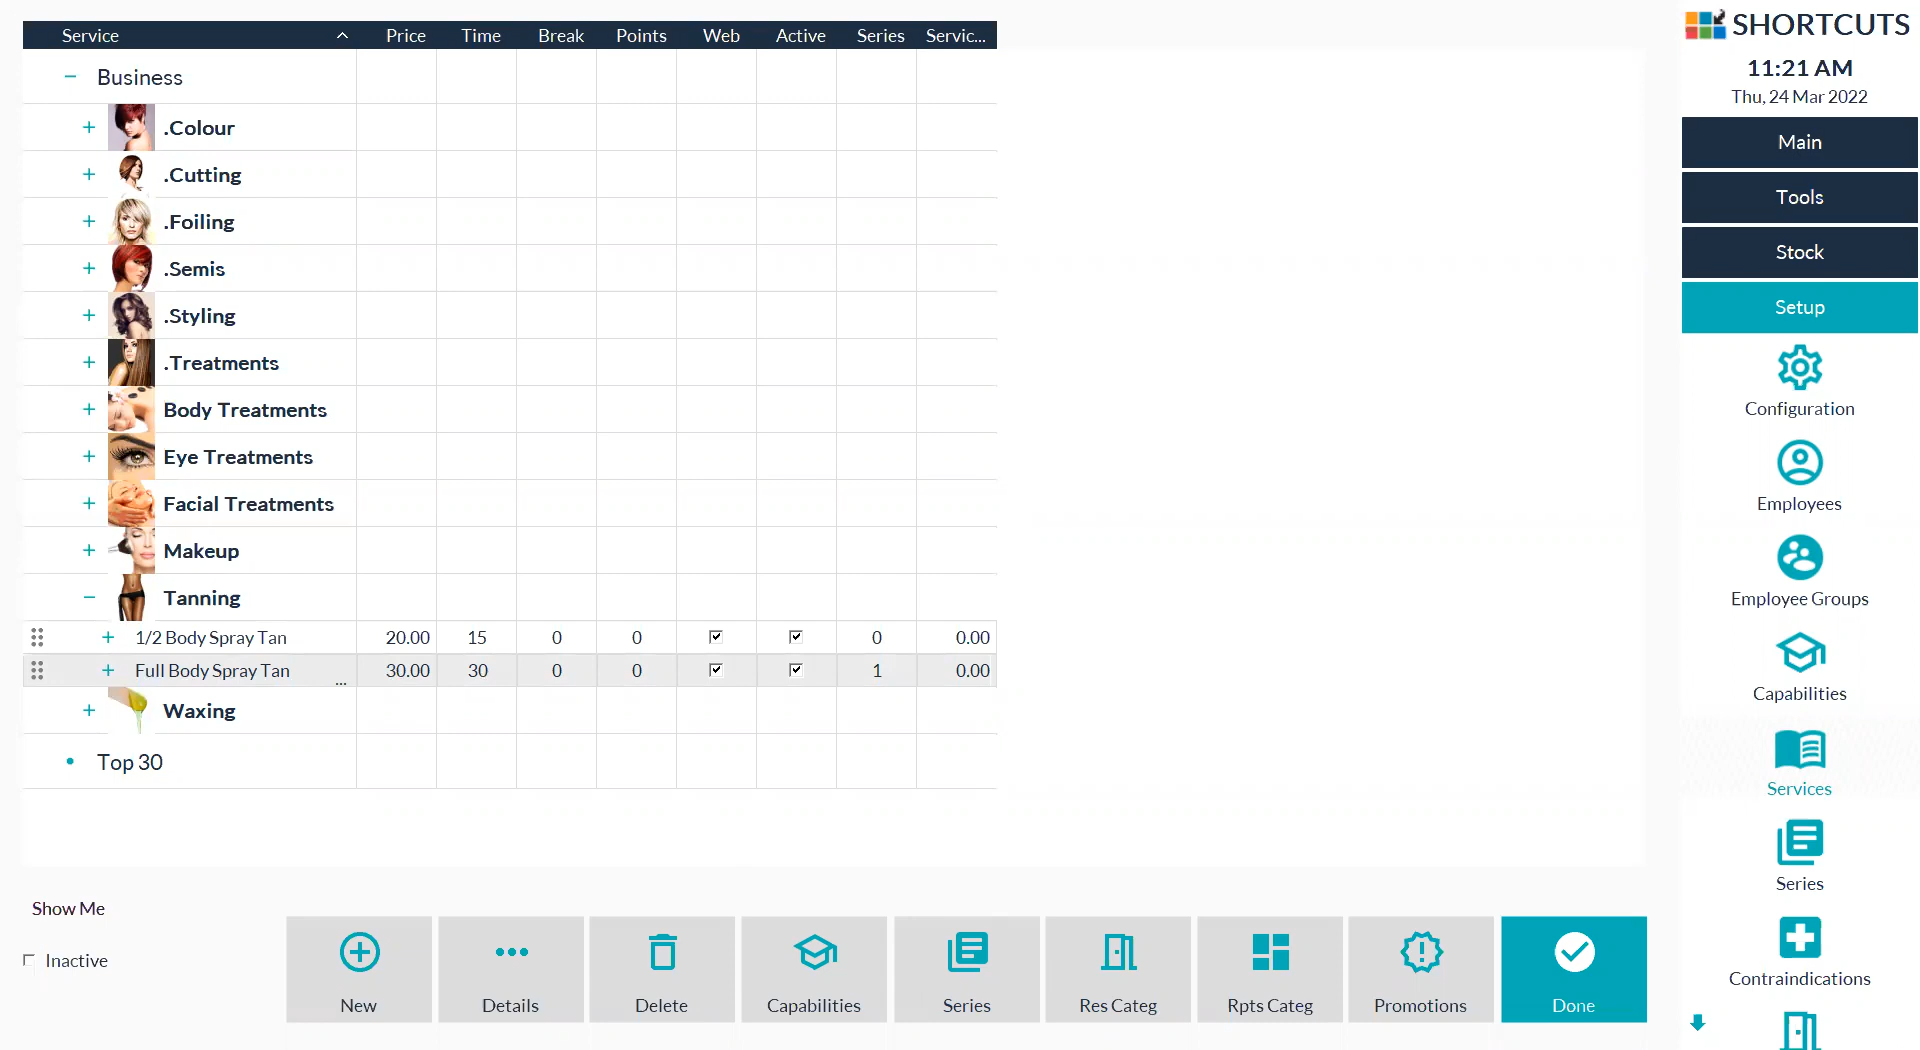 Service Price Time Break Points Web Active Series Servic...
Business
.Colour
.Cutting
.Foiling
.Semis
.Styling
.Treatments
Body Treatments
Eye Treatments
Facial Treatments
Makeup
Tanning
1/2 Body Spray Tan 20.00 15 0 0 0 0.00
Full Body Spray Tan ... 30.00 30 0 0 1 0.00
Waxing
Top 30
Show Me
Inactive
New Details Delete Capabilities Series Res Categ Rpts Categ Promotions Done
SHORTCUTS
11:21 AM
Thu, 24 Mar 2022
Main
Tools
Stock
Setup
Configuration
Employees
Employee Groups
Capabilities
Services
Series
Contraindications